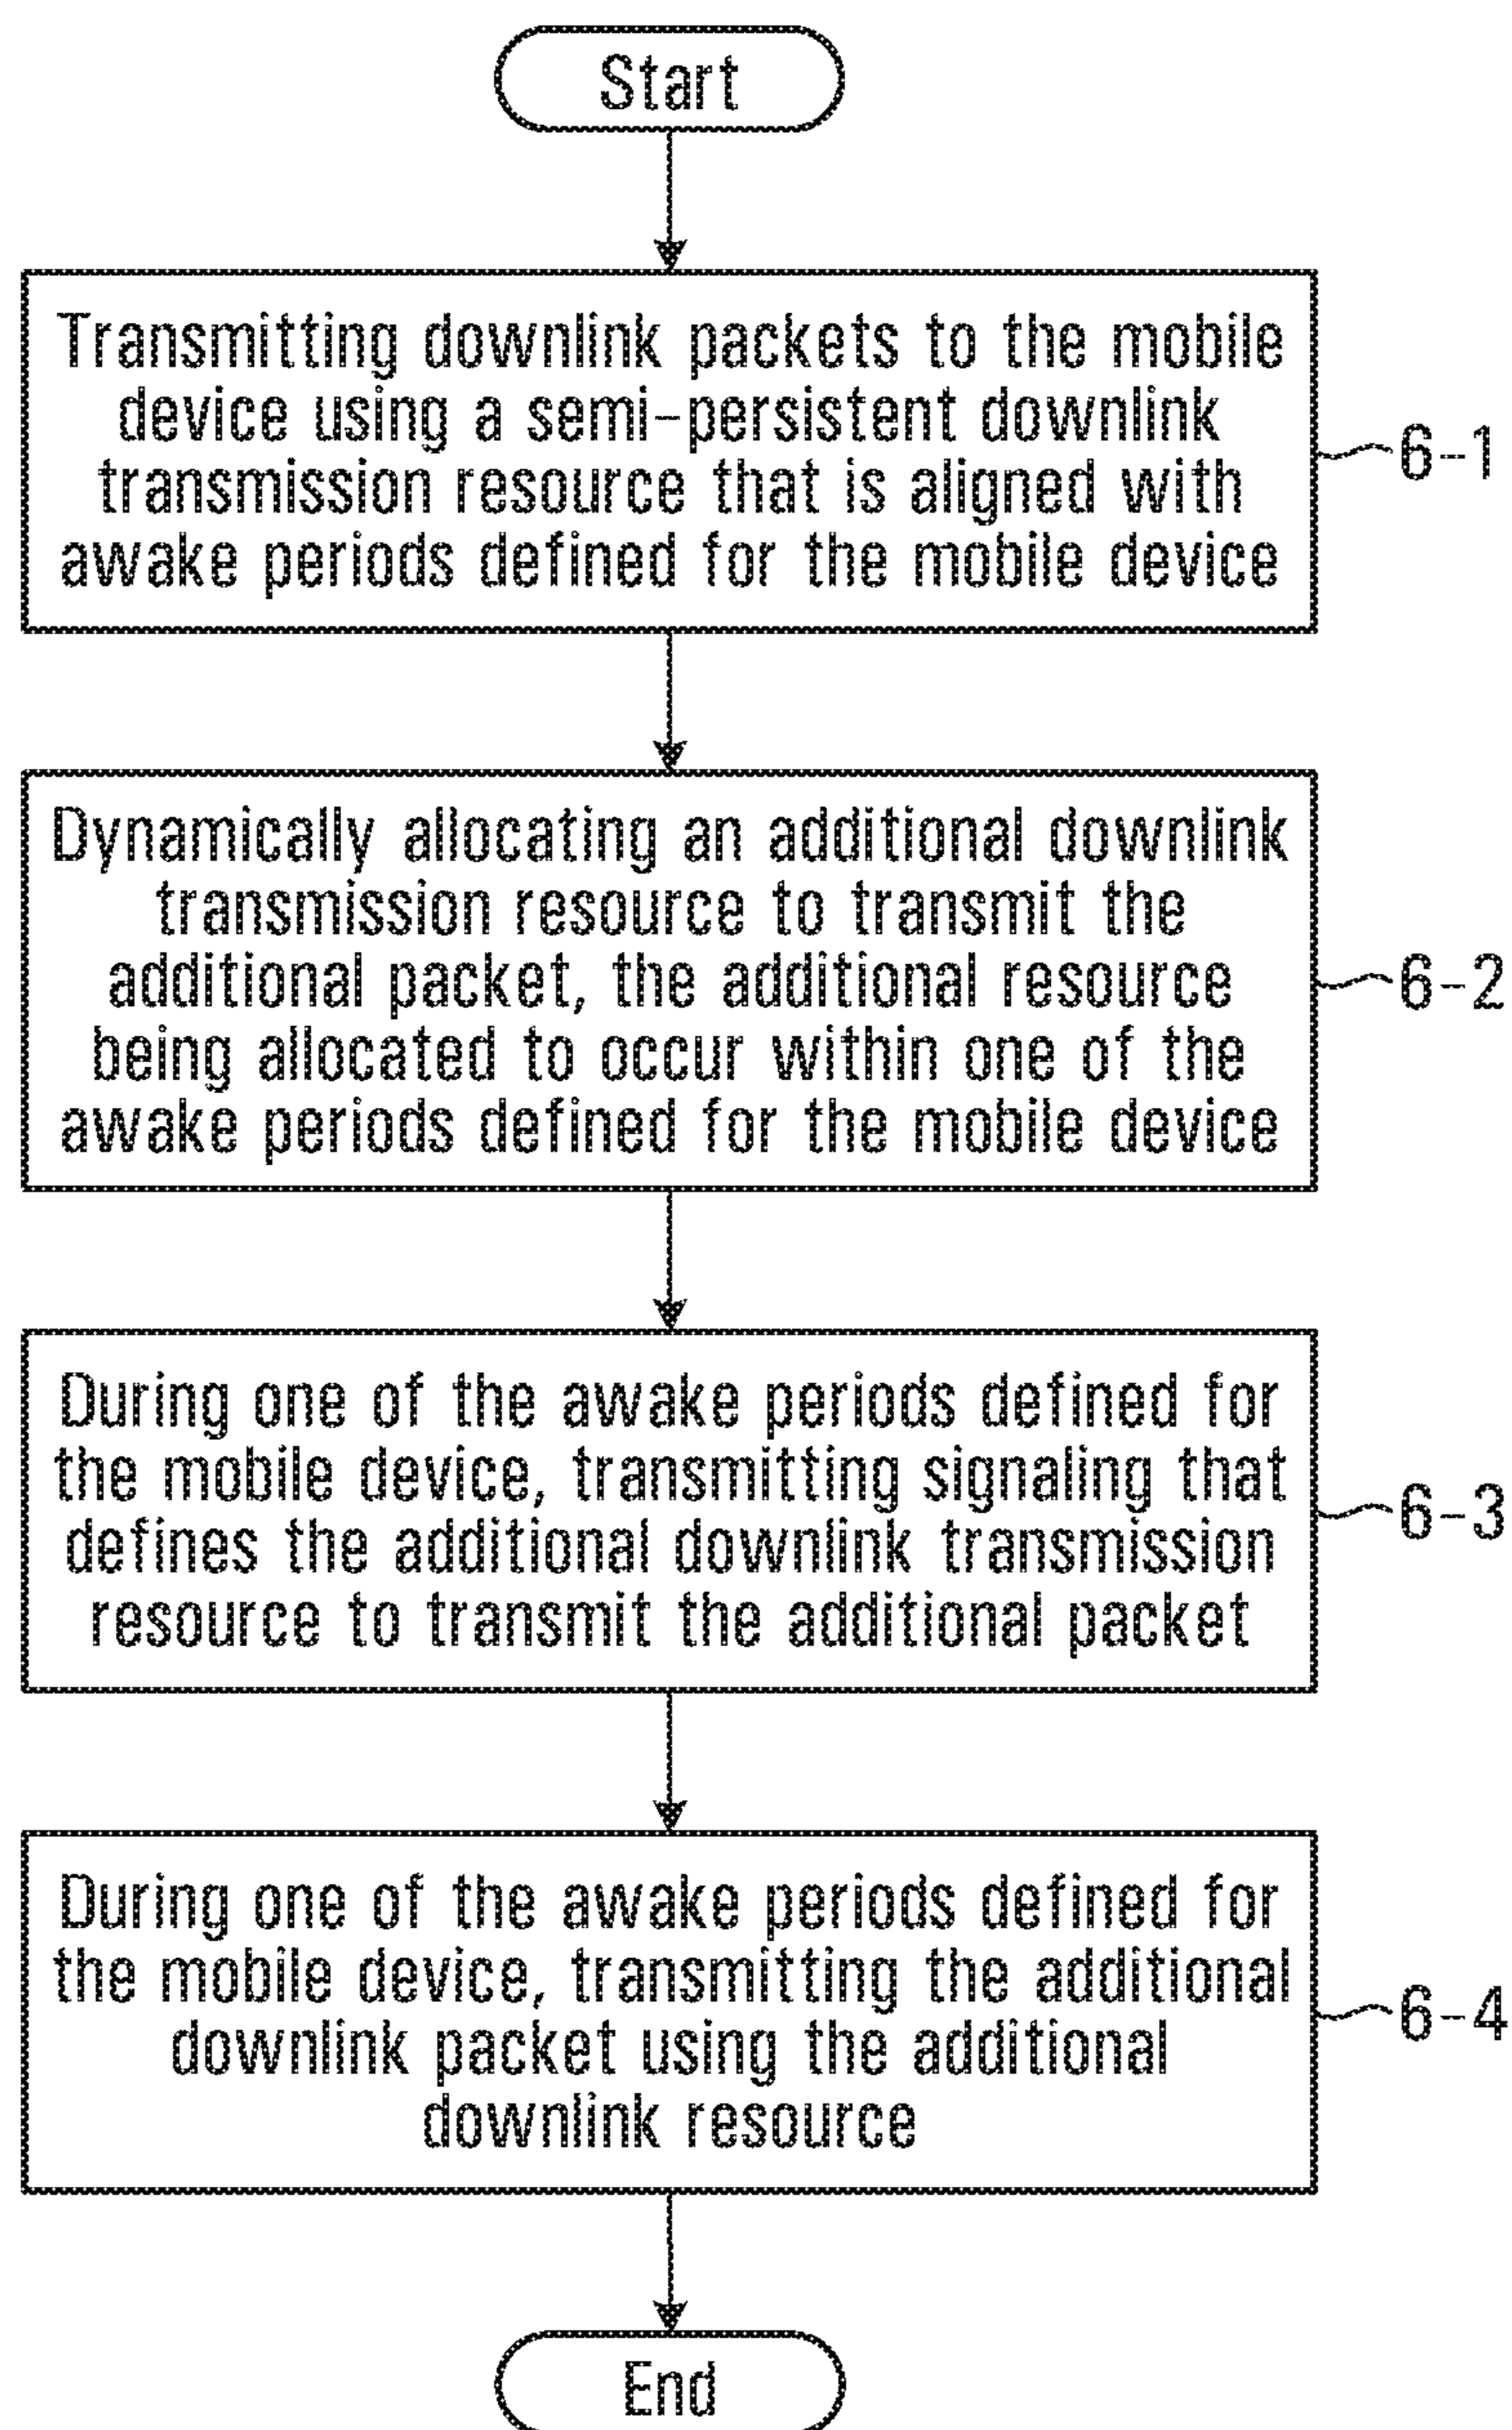 Start
Transmitting downlink packets to the mobile
device using a semi-persistent downlink
transmission resource that is aligned with
awake periods defined for the mobile device
6-1
Dynamically allocating an additional downlink
transmission resource to transmit the
additional packet, the additional resource
being allocated to occur within one of the
awake periods defined for the mobile device
6-2
During one of the awake periods defined for
the mobile device, transmitting signaling that
defines the additional downlink transmission
resource to transmit the additional packet
6-3
During one of the awake periods defined for
the mobile device, transmitting the additional
downlink packet using the additional
downlink resource
6-4
End